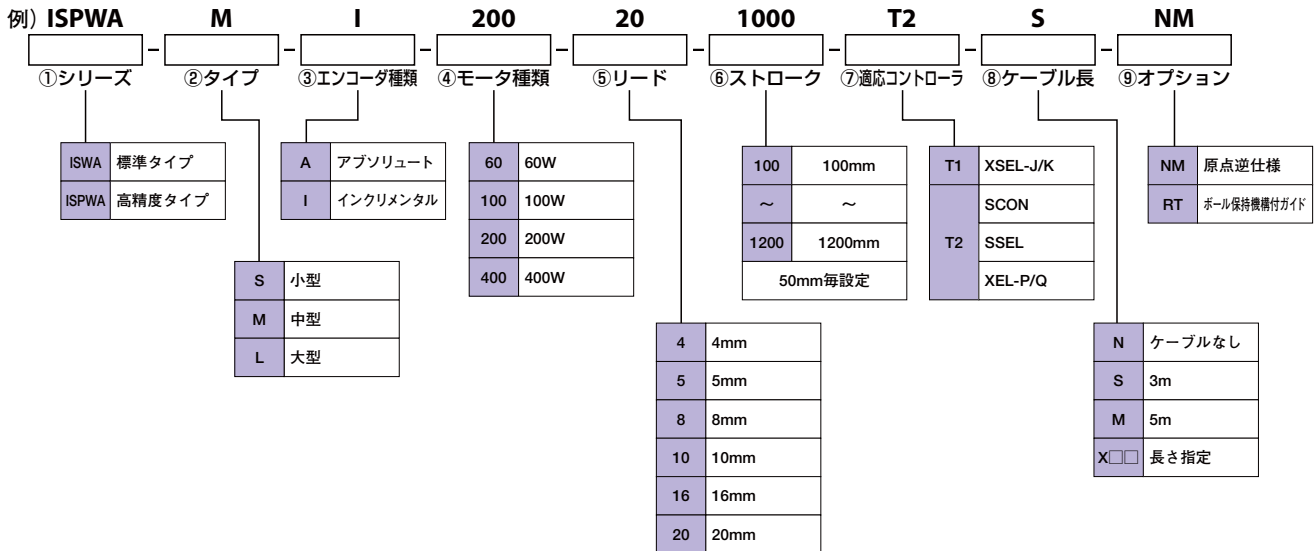 例) ISPWA M I 200 20 1000 T2 S NM
- - - - - - - -
①シリーズ ②タイプ ③エンコーダ種類 ④モータ種類 ⑤リード ⑥ストローク ⑦適応コントローラ ⑧ケーブル長 ⑨オプション
ISWA 標準タイプ
ISPWA 高精度タイプ
S 小型
M 中型
L 大型
A アブソリュート
I インクリメンタル
60 60W
100 100W
200 200W
400 400W
4 4mm
5 5mm
8 8mm
10 10mm
16 16mm
20 20mm
100 100mm
～ ～
1200 1200mm
50mm毎設定
T1 XSEL-J/K
T2 SCON
SSEL
XEL-P/Q
N ケーブルなし
S 3m
M 5m
X□□ 長さ指定
NM 原点逆仕様
RT ボール保持機構付ガイド